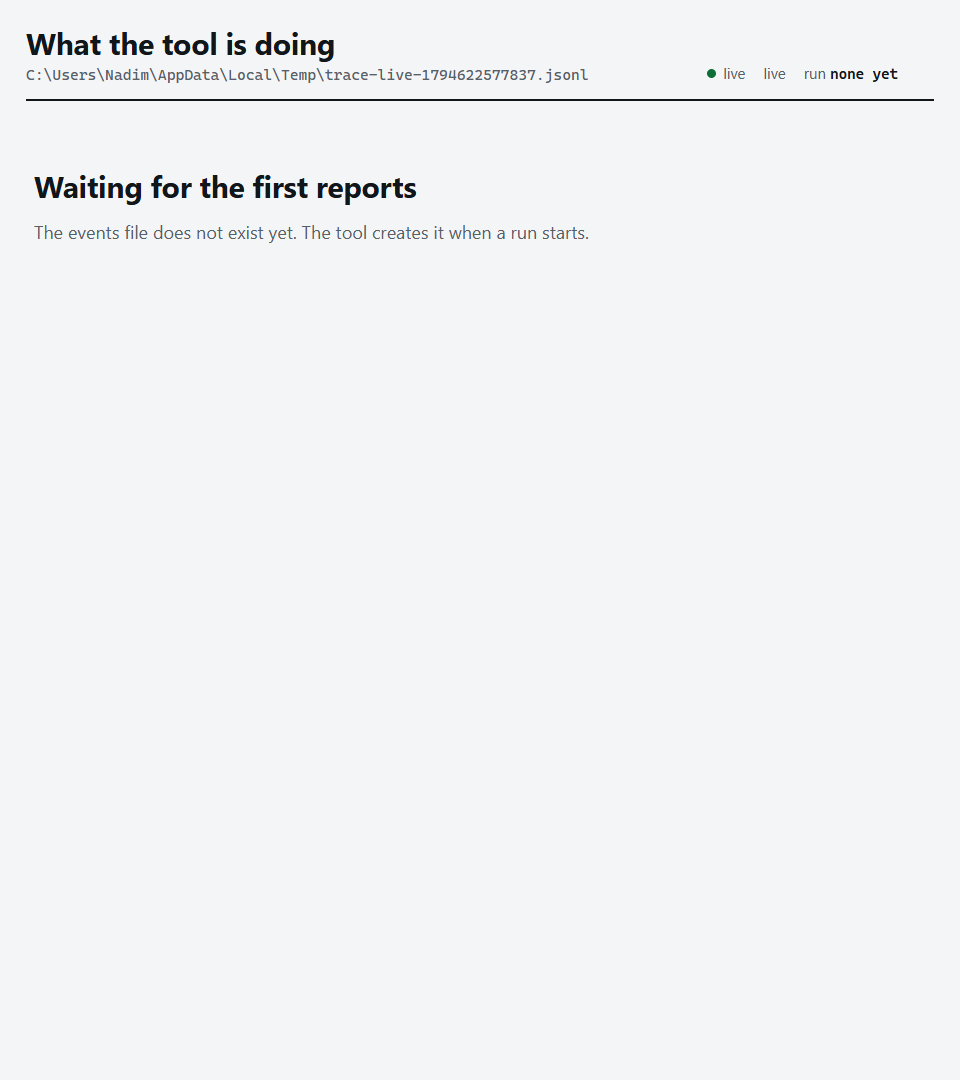 What the tool is doing
C:\Users\Nadim\AppData\Local\Temp\trace-live-1794622577837.jsonl
live live run none yet
Waiting for the first reports
The events file does not exist yet. The tool creates it when a run starts.